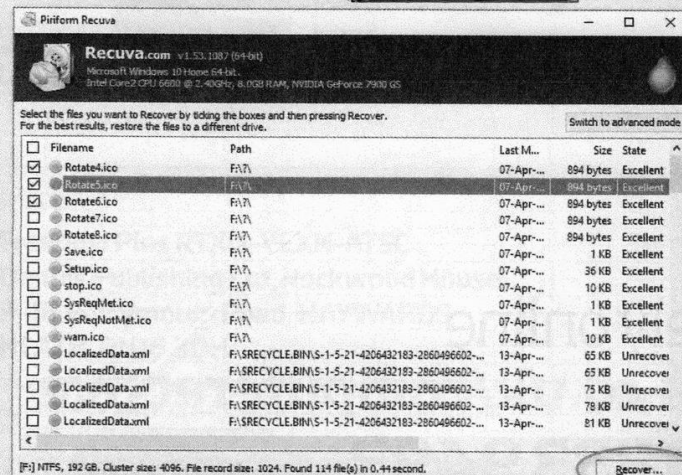 Piriform Recuva
Recuva.com v1.53.1087 (64-bit)
Microsoft Windows 10 Home 64-bit
Intel Core2 CPU 6600 @ 2.40GHz, 8.0GB RAM, NVIDIA GeForce 7900 GS
Select the files you want to Recover by ticking the boxes and then pressing Recover.
For the best results, restore the files to a different drive.
Switch to advanced mode
Filename Path Last M... Size State
Rotate4.ico F:\?\ 07-Apr-... 894 bytes Excellent
Rotate5.ico F:\?\ 07-Apr-... 894 bytes Excellent
Rotate6.ico F:\?\ 07-Apr-... 894 bytes Excellent
Rotate7.ico F:\?\ 07-Apr-... 894 bytes Excellent
Rotate8.ico F:\?\ 07-Apr-... 894 bytes Excellent
Save.ico F:\?\ 07-Apr-... 1 KB Excellent
Setup.ico F:\?\ 07-Apr-... 36 KB Excellent
stop.ico F:\?\ 07-Apr-... 10 KB Excellent
SysReqMet.ico F:\?\ 07-Apr-... 1 KB Excellent
SysReqNotMet.ico F:\?\ 07-Apr-... 1 KB Excellent
warn.ico F:\?\ 07-Apr-... 10 KB Excellent
LocalizedData.xml F:\$RECYCLE.BIN\S-1-5-21-4206432183-2860496602-... 13-Apr-... 65 KB Unrecover
LocalizedData.xml F:\$RECYCLE.BIN\S-1-5-21-4206432183-2860496602-... 13-Apr-... 65 KB Unrecover
LocalizedData.xml F:\$RECYCLE.BIN\S-1-5-21-4206432183-2860496602-... 13-Apr-... 75 KB Unrecover
LocalizedData.xml F:\$RECYCLE.BIN\S-1-5-21-4206432183-2860496602-... 13-Apr-... 78 KB Unrecover
LocalizedData.xml F:\$RECYCLE.BIN\S-1-5-21-4206432183-2860496602-... 13-Apr-... 81 KB Unrecover
[F:] NTFS, 192 GB. Cluster size: 4096. File record size: 1024. Found 114 file(s) in 0.44 second.
Recover...